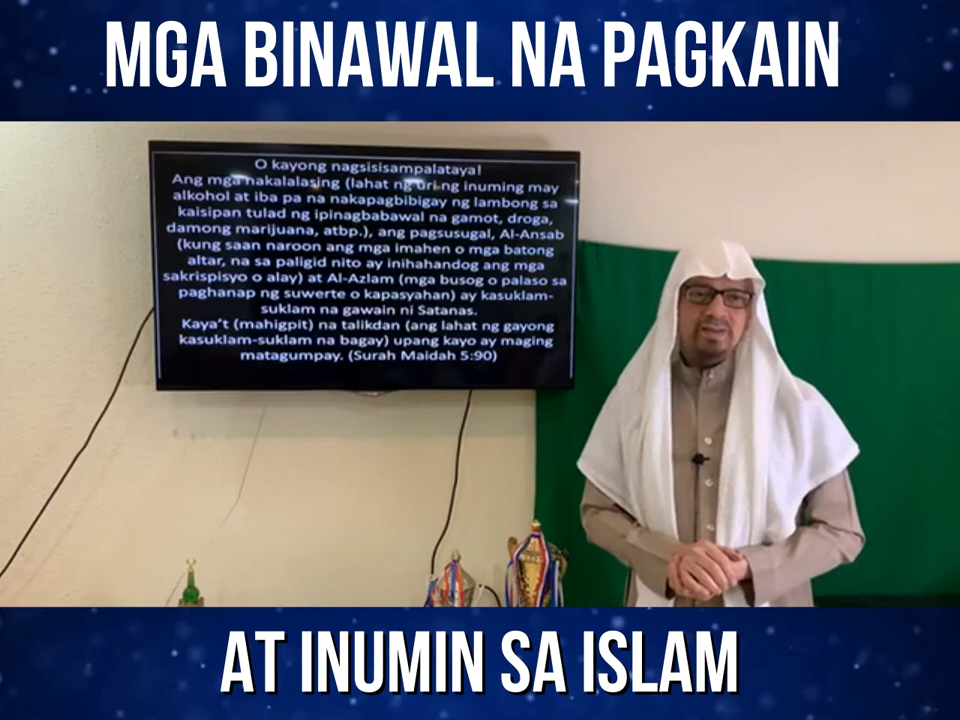 MGA BINAWAL NA PAGKAIN
O kayong nagsisisampalataya!
Ang mga nakalalasing (lahat ng uri ng inuming may
alkohol at iba pa na nakapagbibigay ng lambong sa
kaisipan tulad ng ipinagbabawal na gamot, droga,
damong marijuana, atbp.), ang pagsusugal, Al-Ansab
(kung saan naroon ang mga imahen o mga batong
altar, na sa paligid nito ay inihahandog ang mga
sakripisyo o alay) at Al-Azlam (mga busog o palaso sa
paghanap ng suwerte o kapasyahan) ay kasuklam-
suklam na gawain ni Satanas.
Kaya't (mahigpit) na talikdan (ang lahat ng gayong
kasuklam-suklam na bagay) upang kayo ay maging
matagumpay. (Surah Maidah 5:90)
AT INUMIN SA ISLAM